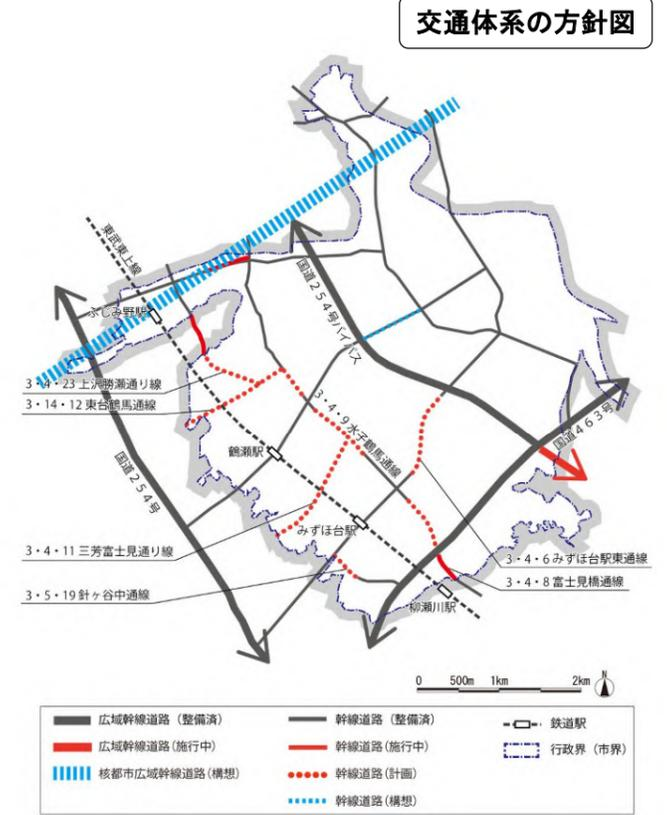 交通体系の方針図
東武東上線
ふじみ野駅
国道254号バイパス
3・4・23 上沢勝瀬通り線
3・14・12 東台鶴馬通線
3・4・9 水子鶴馬通線
国道463号
鶴瀬駅
国道254号
みずほ台駅
3・4・11 三芳富士見通り線
3・4・6 みずほ台駅東通線
3・4・8 富士見橋通線
3・5・19 針ヶ谷中通線
柳瀬川駅
0 500m 1km 2km
N
広域幹線道路（整備済）
幹線道路（整備済）
鉄道駅
広域幹線道路（施行中）
幹線道路（施行中）
行政界（市界）
核都市広域幹線道路（構想）
幹線道路（計画）
幹線道路（構想）